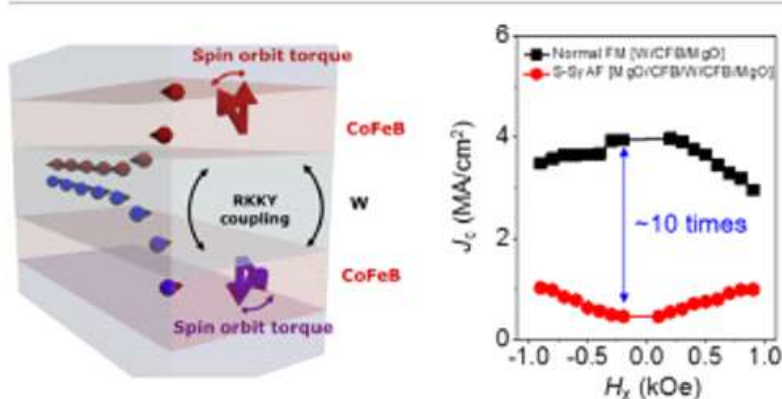 Spin orbit torque
CoFeB
RKKY
coupling
W
CoFeB
Spin orbit torque
6
4
2
0
J_c (MA/cm²)
Normal FM [W/CFB/MgO]
S-SyAF [MgO/CFB/W/CFB/MgO]
~10 times
-1.0 -0.5 0.0 0.5 1.0
H_x (kOe)